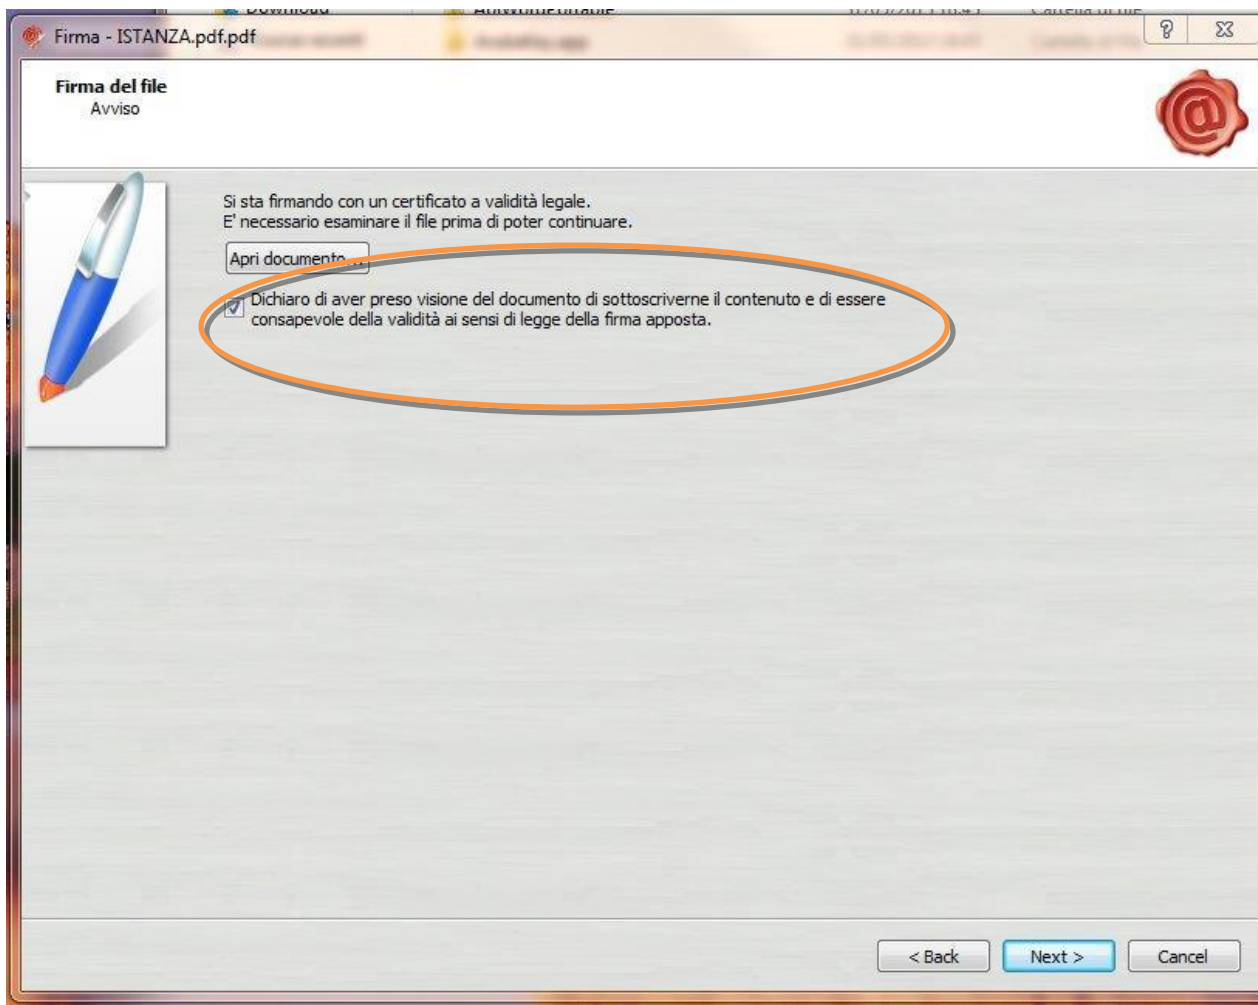 Download AbiWordPortable
Firma - ISTANZA.pdf.pdf
Firma del file
Avviso
@
Si sta firmando con un certificato a validità legale.
E' necessario esaminare il file prima di poter continuare.
Apri documento...
Dichiaro di aver preso visione del documento di sottoscriverne il contenuto e di essere
consapevole della validità ai sensi di legge della firma apposta.
< Back Next > Cancel